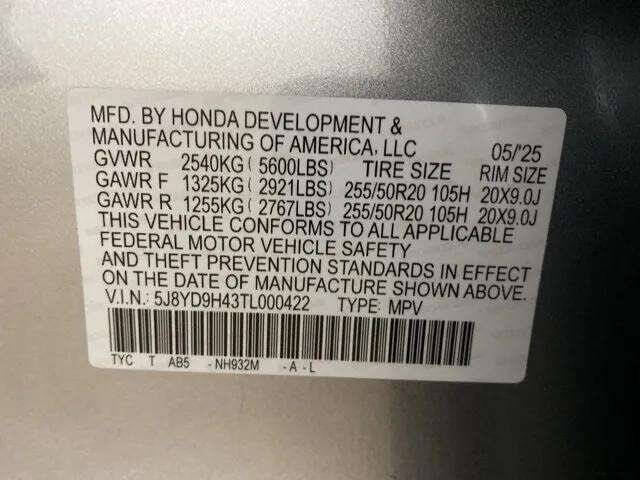 MFD. BY HONDA DEVELOPMENT &
MANUFACTURING OF AMERICA, LLC 05/'25
GVWR 2540KG ( 5600LBS) TIRE SIZE RIM SIZE
GAWR F 1325KG ( 2921LBS) 255/50R20 105H 20X9.0J
GAWR R 1255KG ( 2767LBS) 255/50R20 105H 20X9.0J
THIS VEHICLE CONFORMS TO ALL APPLICABLE
FEDERAL MOTOR VEHICLE SAFETY
AND THEFT PREVENTION STANDARDS IN EFFECT
ON THE DATE OF MANUFACTURE SHOWN ABOVE.
V.I.N.: 5J8YD9H43TL000422 TYPE: MPV
TYC T AB5 -NH932M -A-L